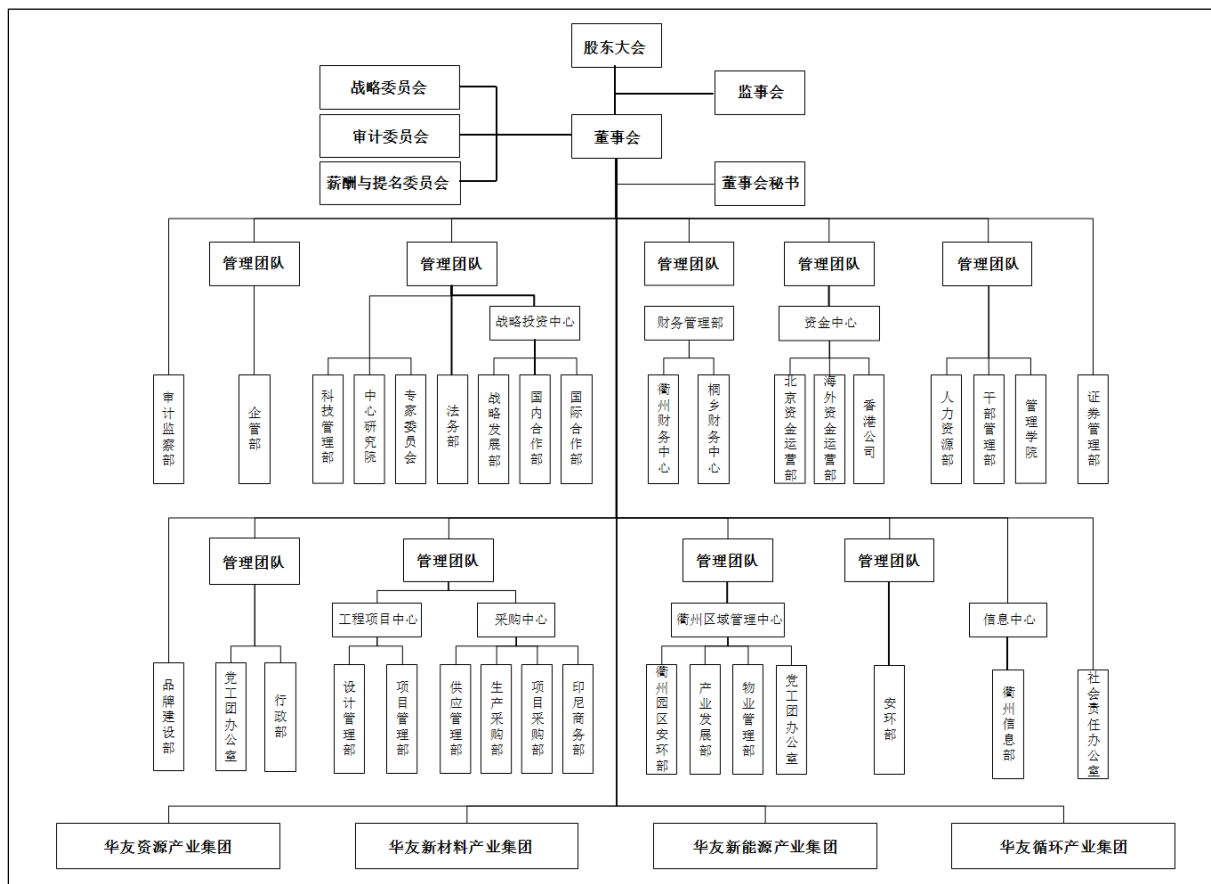 股东大会
战略委员会
监事会
审计委员会
董事会
薪酬与提名委员会
董事会秘书
管理团队
管理团队
管理团队
管理团队
管理团队
战略投资中心
财务管理部
资金中心
审计监察部
企管部
科技管理部
中心研究院
专家委员会
法务部
战略发展部
国内合作部
国际合作部
衢州财务中心
桐乡财务中心
北京资金运营部
海外资金运营部
香港公司
人力资源部
干部管理部
管理学院
证券管理部
管理团队
管理团队
管理团队
管理团队
工程项目中心
采购中心
衢州区域管理中心
信息中心
品牌建设部
党工团办公室
行政部
设计管理部
项目管理部
供应管理部
生产采购部
项目采购部
印尼商务部
衢州园区安环部
产业发展部
物业管理部
党工团办公室
安环部
衢州信息部
社会责任办公室
华友资源产业集团
华友新材料产业集团
华友新能源产业集团
华友循环产业集团